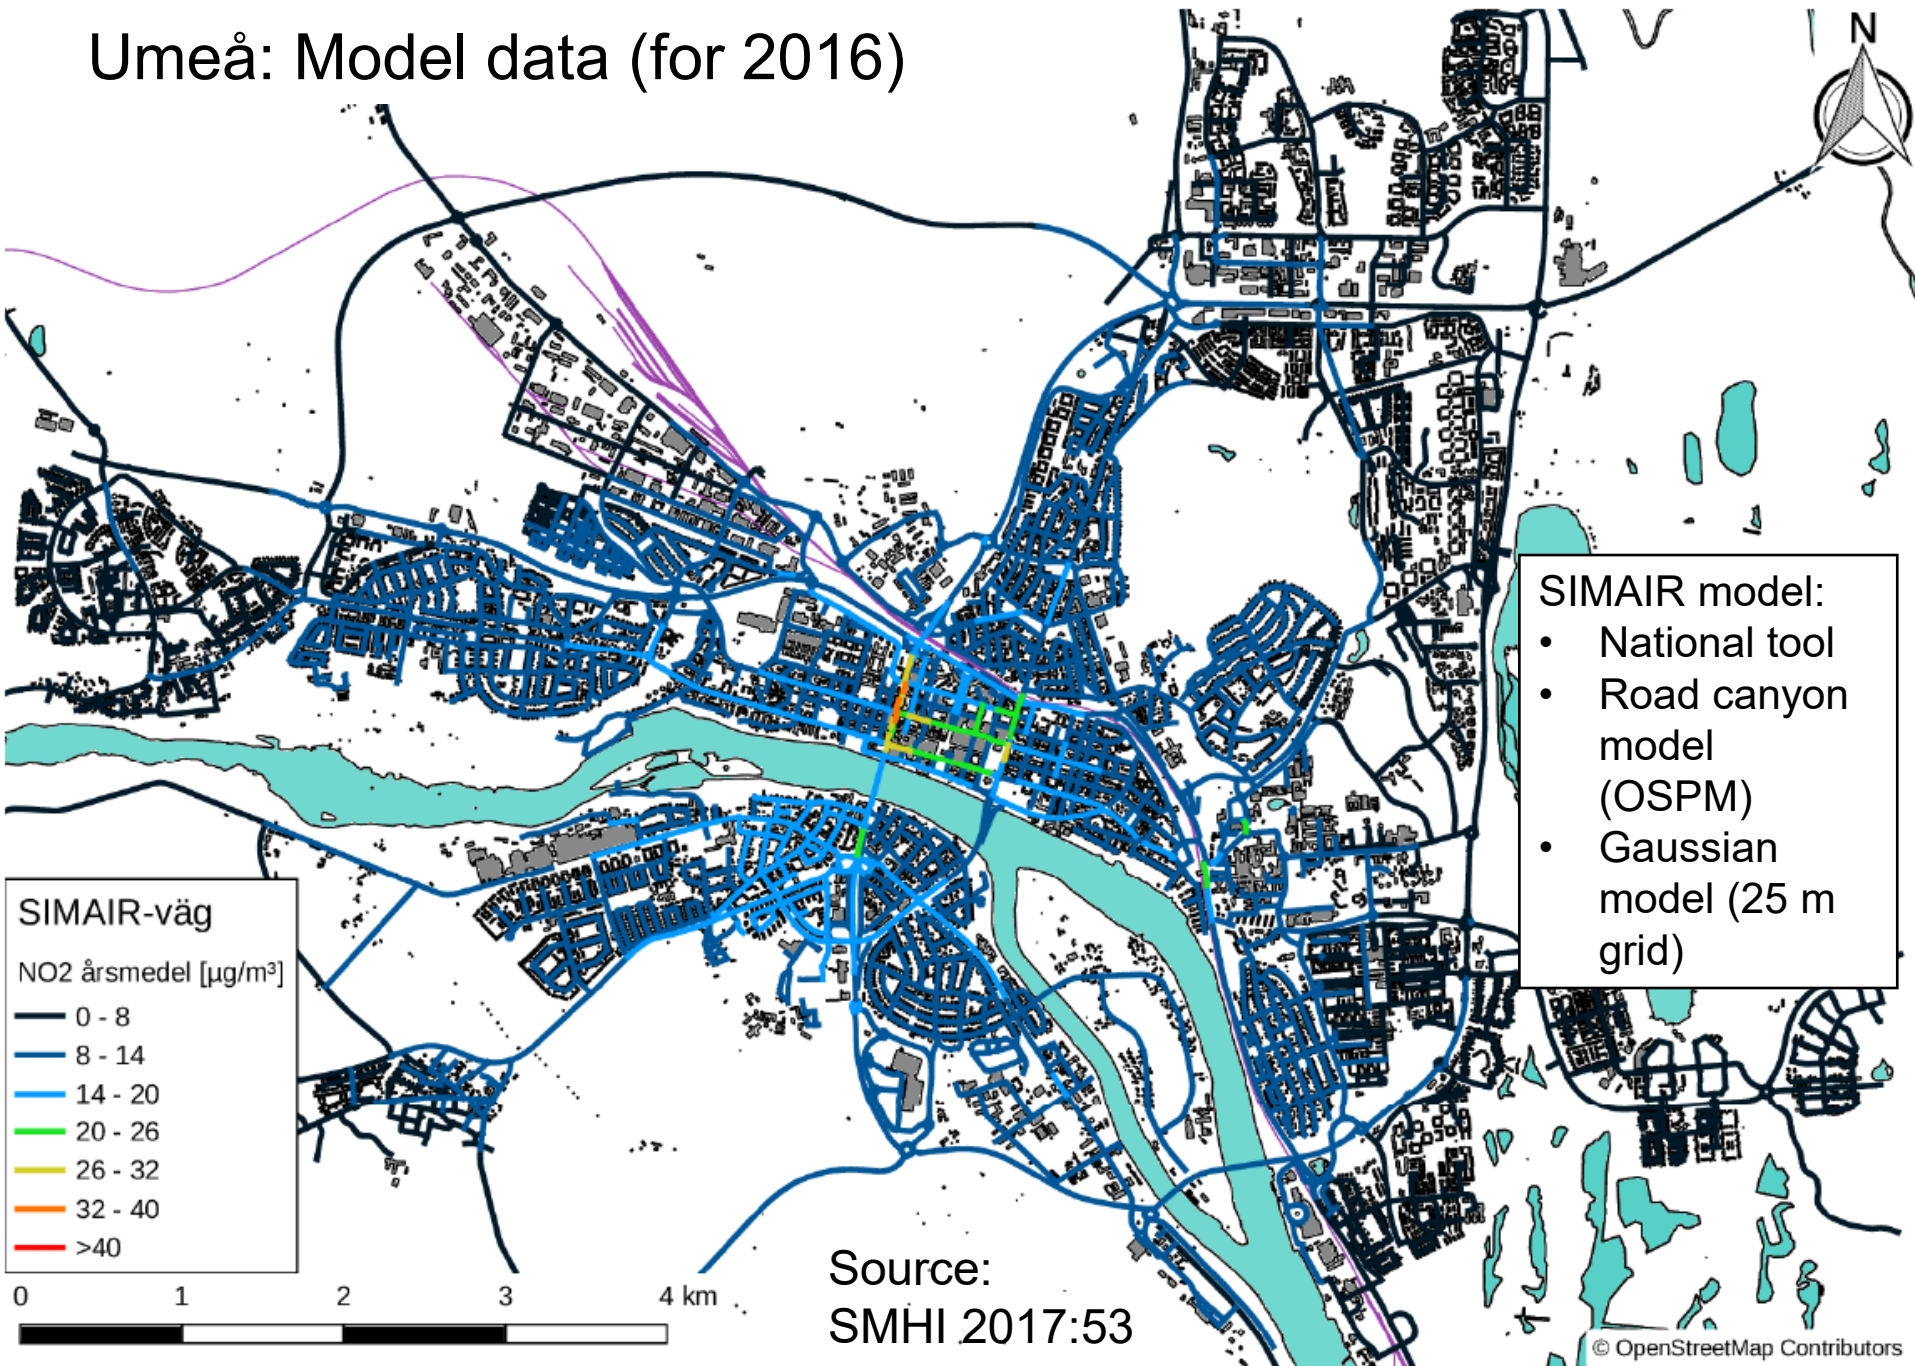 Umeå: Model data (for 2016)
N
SIMAIR model:
• National tool
• Road canyon
model
(OSPM)
• Gaussian
model (25 m
grid)
SIMAIR-väg
NO2 årsmedel [µg/m³]
0 - 8
8 - 14
14 - 20
20 - 26
26 - 32
32 - 40
>40
0 1 2 3 4 km
Source:
SMHI 2017:53
© OpenStreetMap Contributors